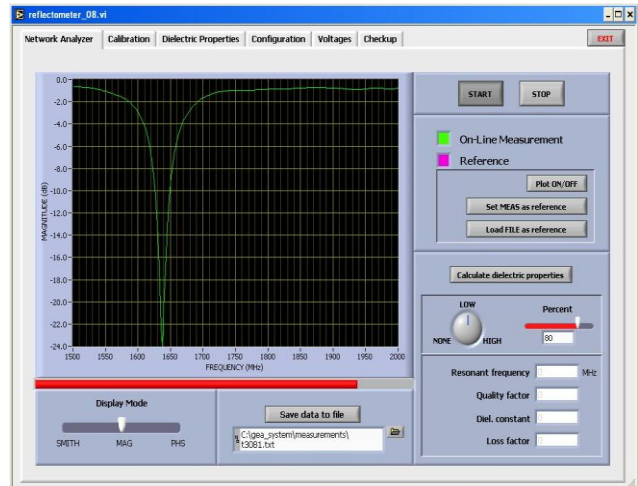 reflectometer_08.vi
Network Analyzer Calibration Dielectric Properties Configuration Voltages Checkup EXIT
MAGNITUDE (dB)
0.0
-2.0
-4.0
-6.0
-8.0
-10.0
-12.0
-14.0
-16.0
-18.0
-20.0
-22.0
-24.0
1500 1550 1600 1650 1700 1750 1800 1850 1900 1950 2000
FREQUENCY (MHz)
START STOP
On-Line Measurement
Reference
Plot ON/OFF
Set MEAS as reference
Load FILE as reference
Calculate dielectric properties
LOW
NONE HIGH
Percent
80
Resonant frequency 0 MHz
Quality factor 0
Diel. constant 0
Loss factor 0
Display Mode
SMITH MAG PHS
Save data to file
C:\gea_system\measurements\
t3081.txt